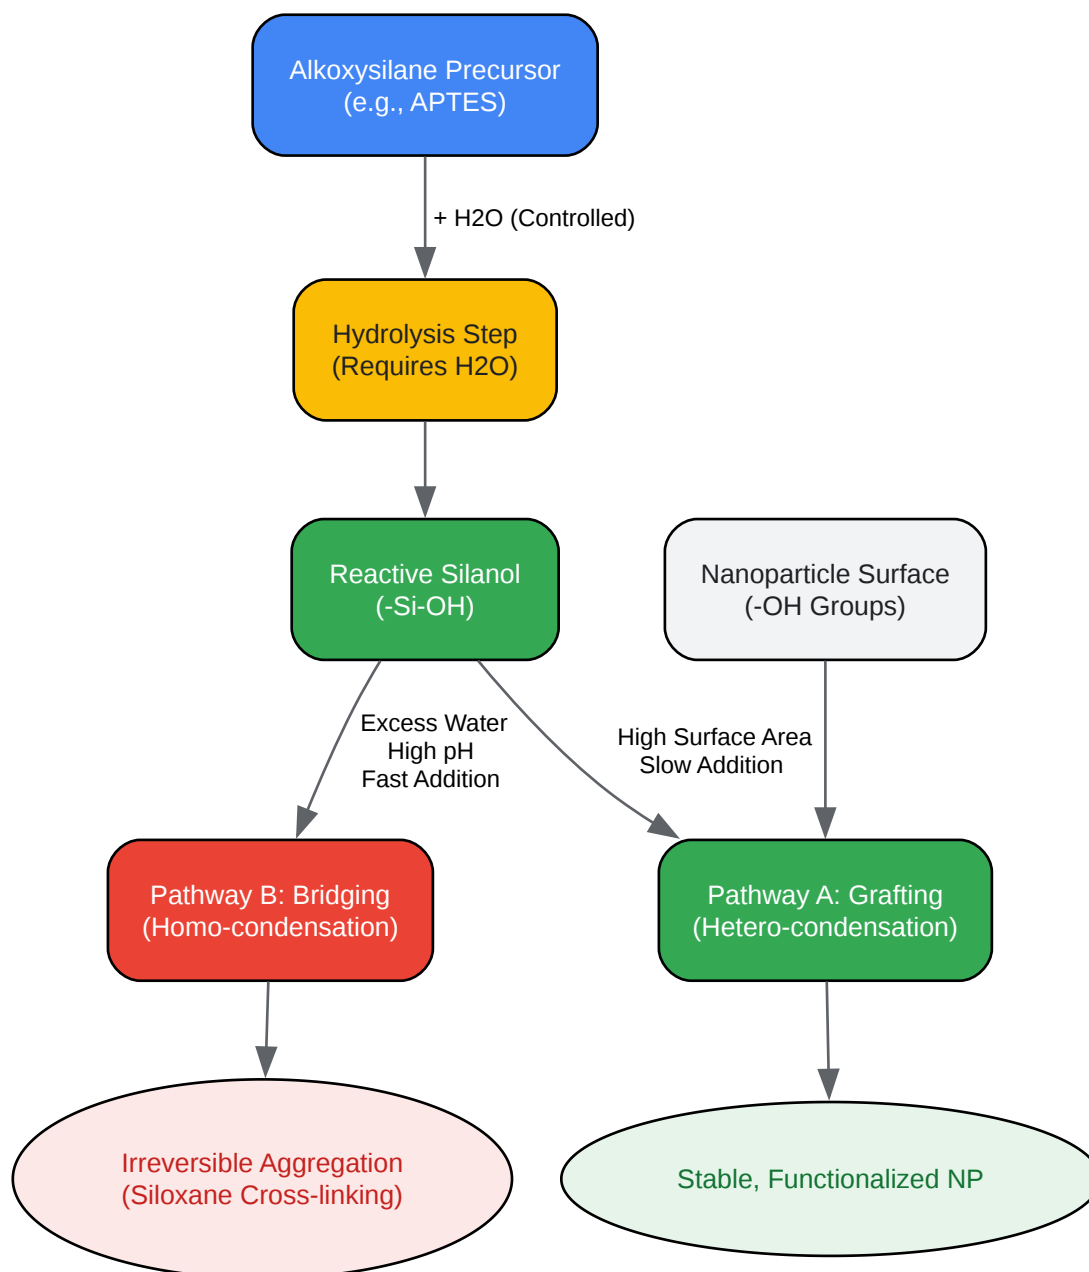 Alkoxysilane Precursor
(e.g., APTES)
+ H2O (Controlled)
Hydrolysis Step
(Requires H2O)
Reactive Silanol
(-Si-OH)
Nanoparticle Surface
(-OH Groups)
Excess Water
High pH
Fast Addition
High Surface Area
Slow Addition
Pathway B: Bridging
(Homo-condensation)
Pathway A: Grafting
(Hetero-condensation)
Irreversible Aggregation
(Siloxane Cross-linking)
Stable, Functionalized NP